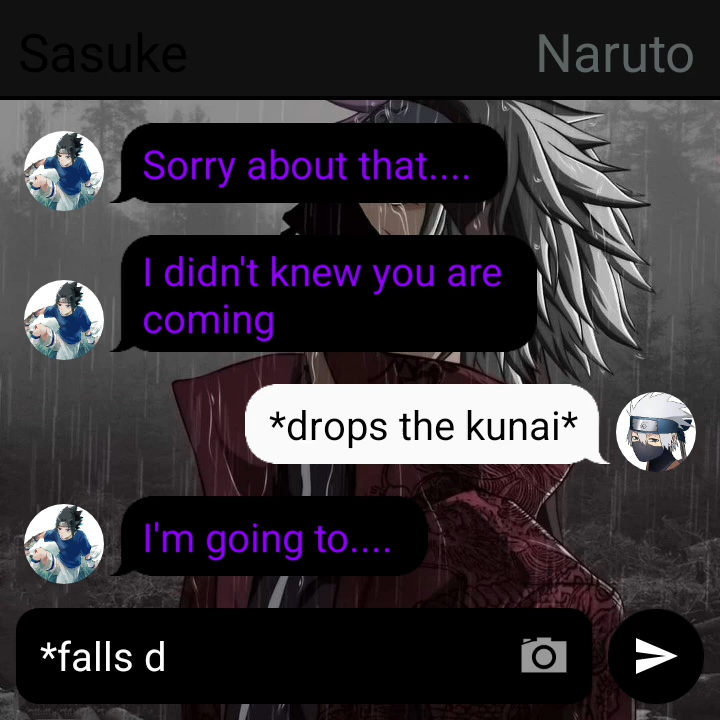 Sasuke
Naruto
Sorry about that....
I didn't knew you are
coming
*drops the kunai*
I'm going to....
*falls d